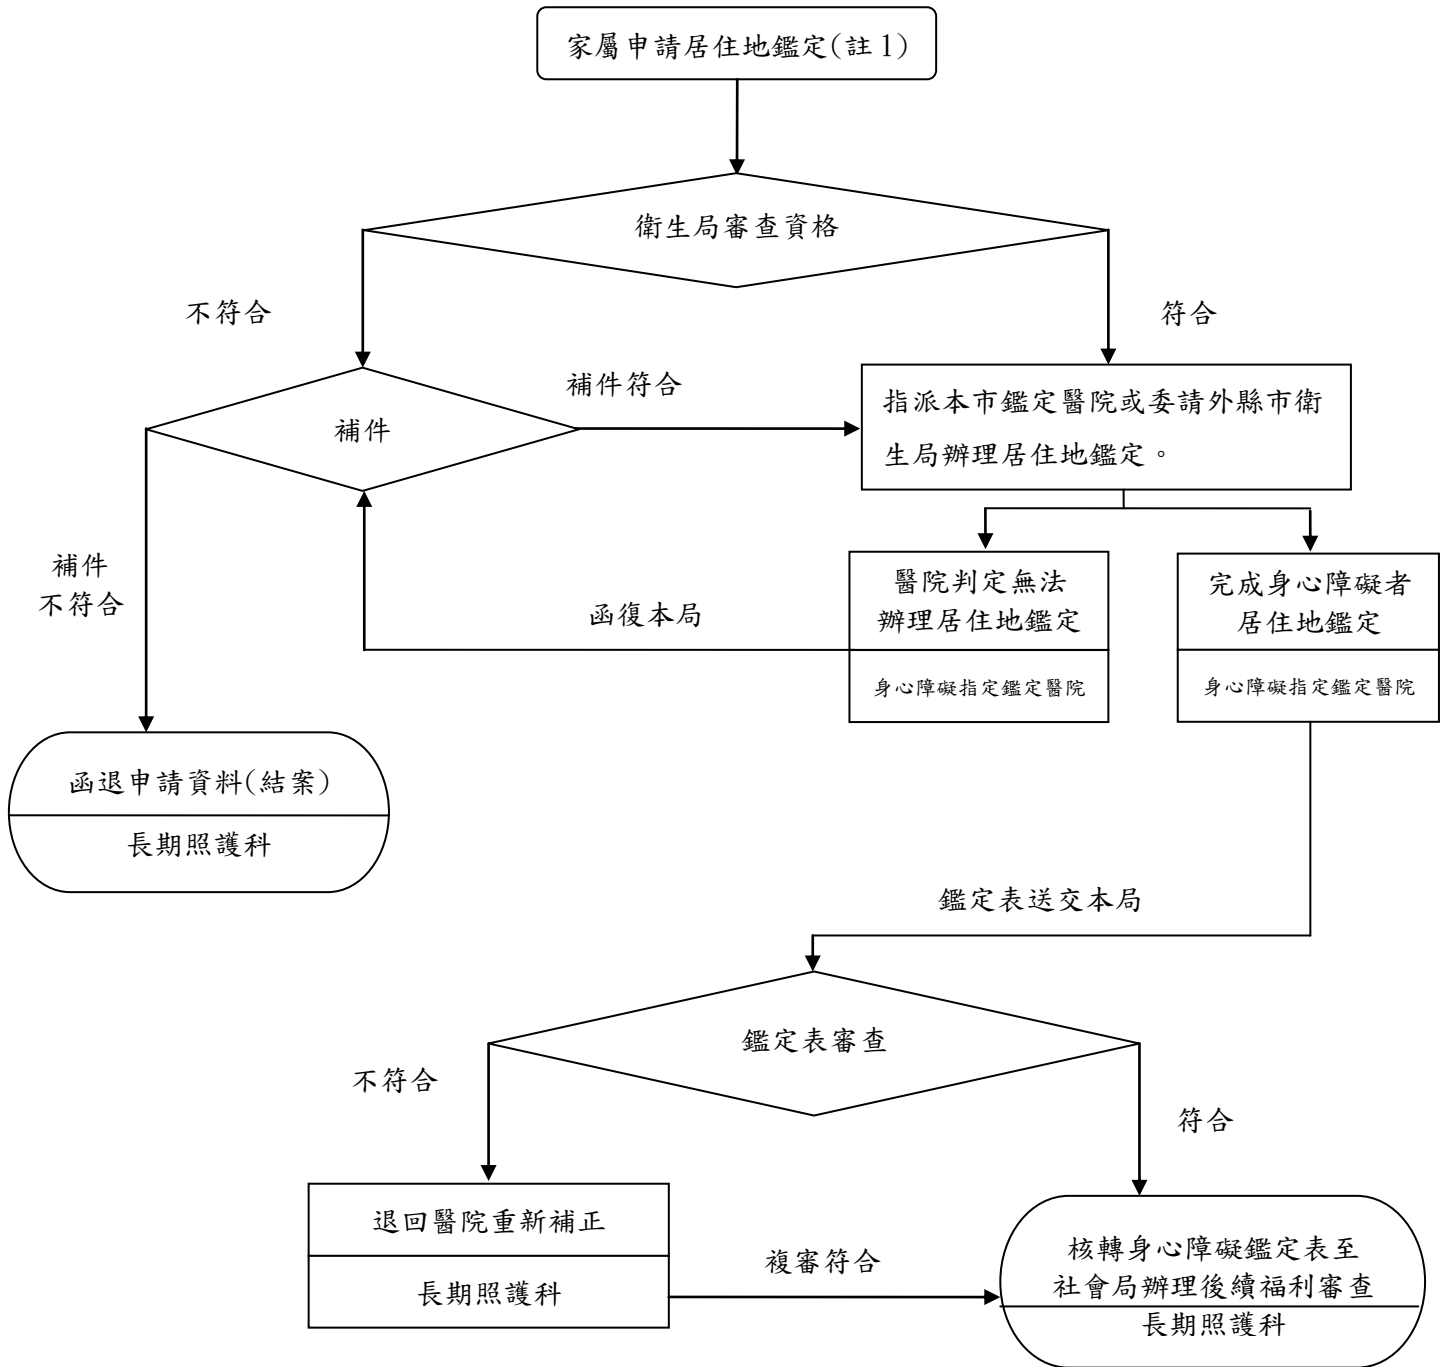 家屬申請居住地鑑定(註1)
衛生局審查資格
不符合
符合
補件符合
補件
指派本市鑑定醫院或委請外縣市衛
生局辦理居住地鑑定。
補件
不符合
函復本局
醫院判定無法
辦理居住地鑑定
身心障礙指定鑑定醫院
完成身心障礙者
居住地鑑定
身心障礙指定鑑定醫院
函退申請資料(結案)
長期照護科
鑑定表送交本局
鑑定表審查
不符合
符合
退回醫院重新補正
長期照護科
複審符合
核轉身心障礙鑑定表至
社會局辦理後續福利審查
長期照護科